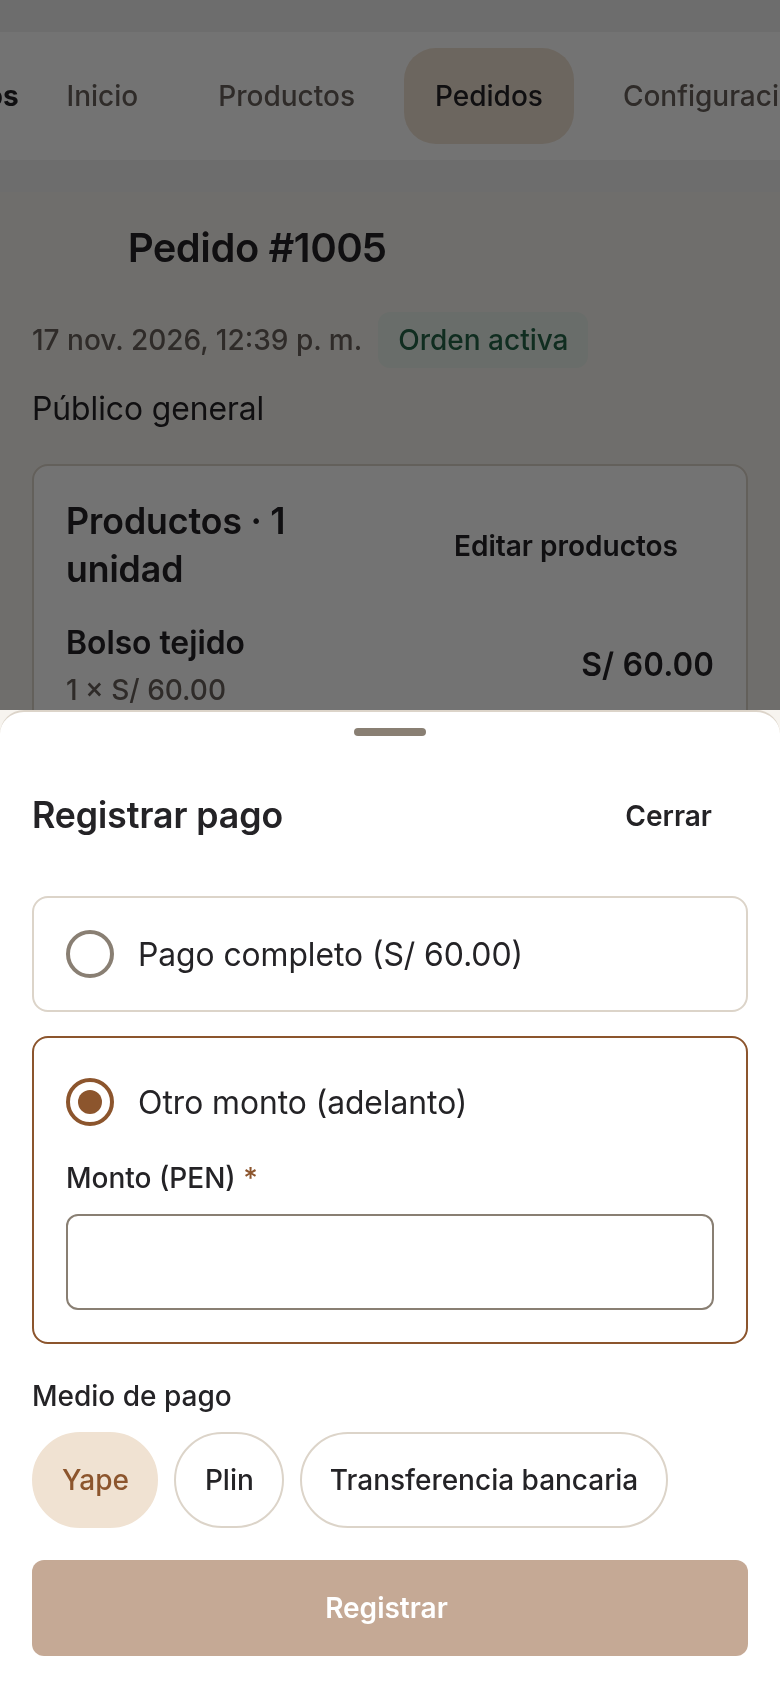 os Inicio Productos Pedidos Configuraci
Pedido #1005
17 nov. 2026, 12:39 p. m. Orden activa
Público general
Productos · 1
unidad
Editar productos
Bolso tejido
1 × S/ 60.00
S/ 60.00
Registrar pago
Cerrar
Pago completo (S/ 60.00)
Otro monto (adelanto)
Monto (PEN) *
Medio de pago
Yape Plin Transferencia bancaria
Registrar